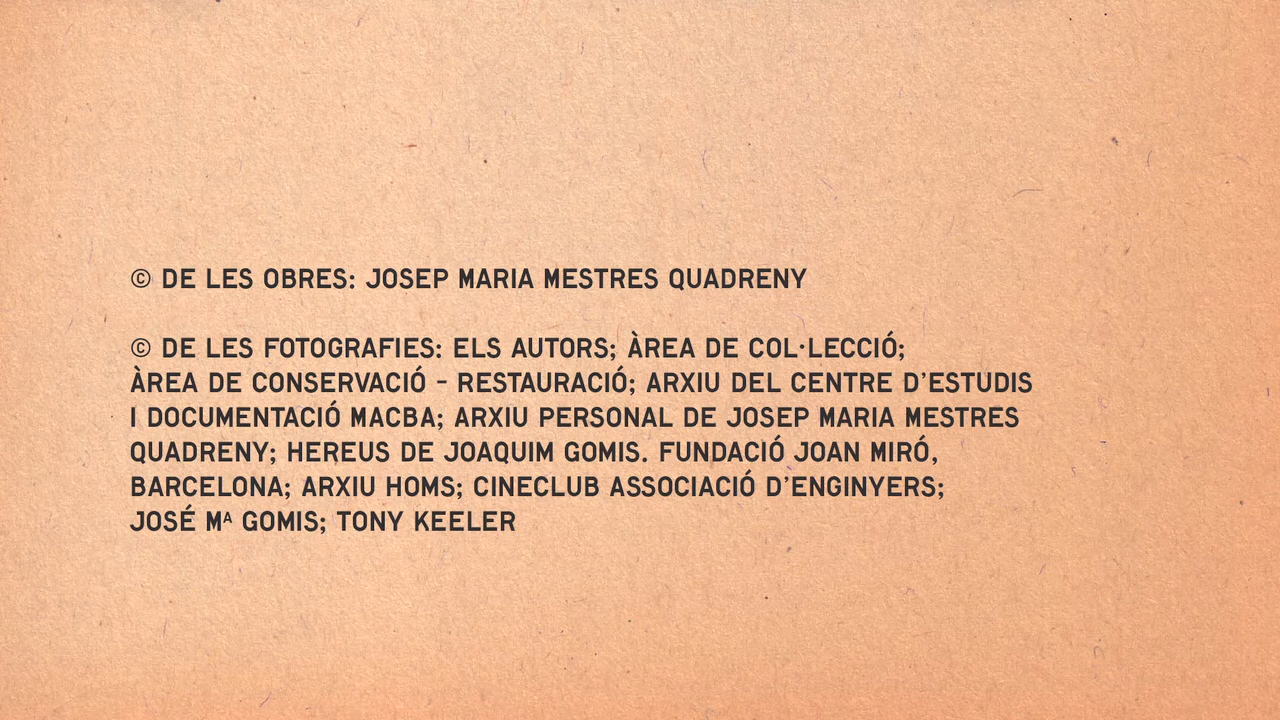 © DE LES OBRES: JOSEP MARIA MESTRES QUADRENY
© DE LES FOTOGRAFIES: ELS AUTORS; ÀREA DE COL·LECCIÓ;
ÀREA DE CONSERVACIÓ - RESTAURACIÓ; ARXIU DEL CENTRE D'ESTUDIS
I DOCUMENTACIÓ MACBA; ARXIU PERSONAL DE JOSEP MARIA MESTRES
QUADRENY; HEREUS DE JOAQUIM GOMIS. FUNDACIÓ JOAN MIRÓ,
BARCELONA; ARXIU HOMS; CINECLUB ASSOCIACIÓ D'ENGINYERS;
JOSÉ Mª GOMIS; TONY KEELER